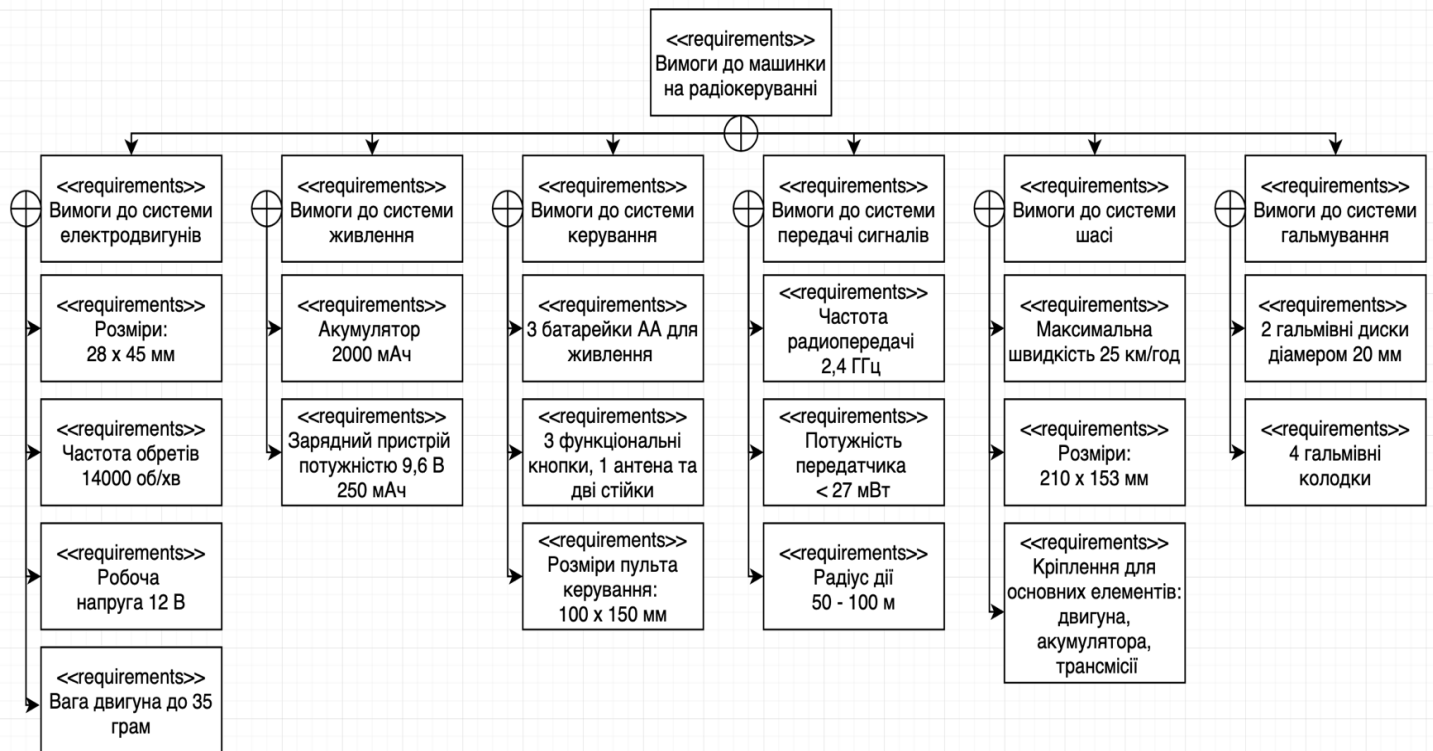 <<requirements>>
Вимоги до машинки
на радіокеруванні
<<requirements>>
Вимоги до системи
електродвигунів
<<requirements>>
Розміри:
28 x 45 мм
<<requirements>>
Частота обретів
14000 об/хв
<<requirements>>
Робоча
напруга 12 В
<<requirements>>
Вага двигуна до 35
грам
<<requirements>>
Вимоги до системи
живлення
<<requirements>>
Акумулятор
2000 мАч
<<requirements>>
Зарядний пристрій
потужністю 9,6 В
250 мАч
<<requirements>>
Вимоги до системи
керування
<<requirements>>
3 батарейки АА для
живлення
<<requirements>>
3 функціональні
кнопки, 1 антена та
дві стійки
<<requirements>>
Розміри пульта
керування:
100 x 150 мм
<<requirements>>
Вимоги до системи
передачі сигналів
<<requirements>>
Частота
радиопередачі
2,4 ГГц
<<requirements>>
Потужність
передатчика
< 27 мВт
<<requirements>>
Радіус дії
50 - 100 м
<<requirements>>
Вимоги до системи
шасі
<<requirements>>
Максимальна
швидкість 25 км/год
<<requirements>>
Розміри:
210 x 153 мм
<<requirements>>
Кріплення для
основних елементів:
двигуна,
акумулятора,
трансмісії
<<requirements>>
Вимоги до системи
гальмування
<<requirements>>
2 гальмівні диски
діамером 20 мм
<<requirements>>
4 гальмівні
колодки